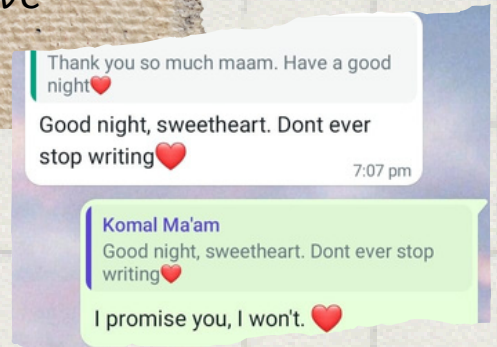 Thank you so much maam. Have a good
night❤️
Good night, sweetheart. Dont ever
stop writing❤️
7:07 pm
Komal Ma'am
Good night, sweetheart. Dont ever stop
writing❤️
I promise you, I won't. ❤️